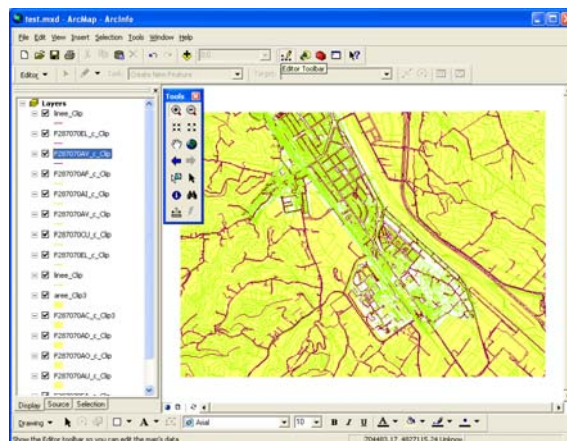 test.mxd - ArcMap - ArcInfo
File Edit View Insert Selection Tools Window Help
Editor Task: Create New Feature Target:
Editor Toolbar
Tools
Layers
linee_Clip
F287070EL_c_Clip
F287070AV_c_Clip
F287070AF_c_Clip
F287070AI_c_Clip
F287070AV_c_Clip
F287070CU_c_Clip
F287070EL_c_Clip
linee_Clip
aree_Clip3
F287070AC_c_Clip3
F287070AD_c_Clip
F287070AO_c_Clip
F287070AU_c_Clip
Display Source Selection
Drawing A Arial 10 B I U A
Show the Editor toolbar so you can edit the map's data.